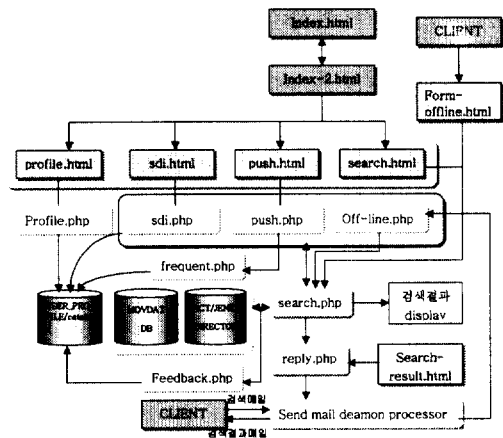 Index.html
CLIENT
Index-2.html
Form-
offline.html
profile.html
sdi.html
push.html
search.html
Profile.php
sdi.php
push.php
Off-line.php
frequent.php
MOVDAT
DB
search.php
검색결과
display
reply.php
Search-
result.html
Feedback.php
검색메일
CLIENT
Send mail deamon processor
검색결과메일